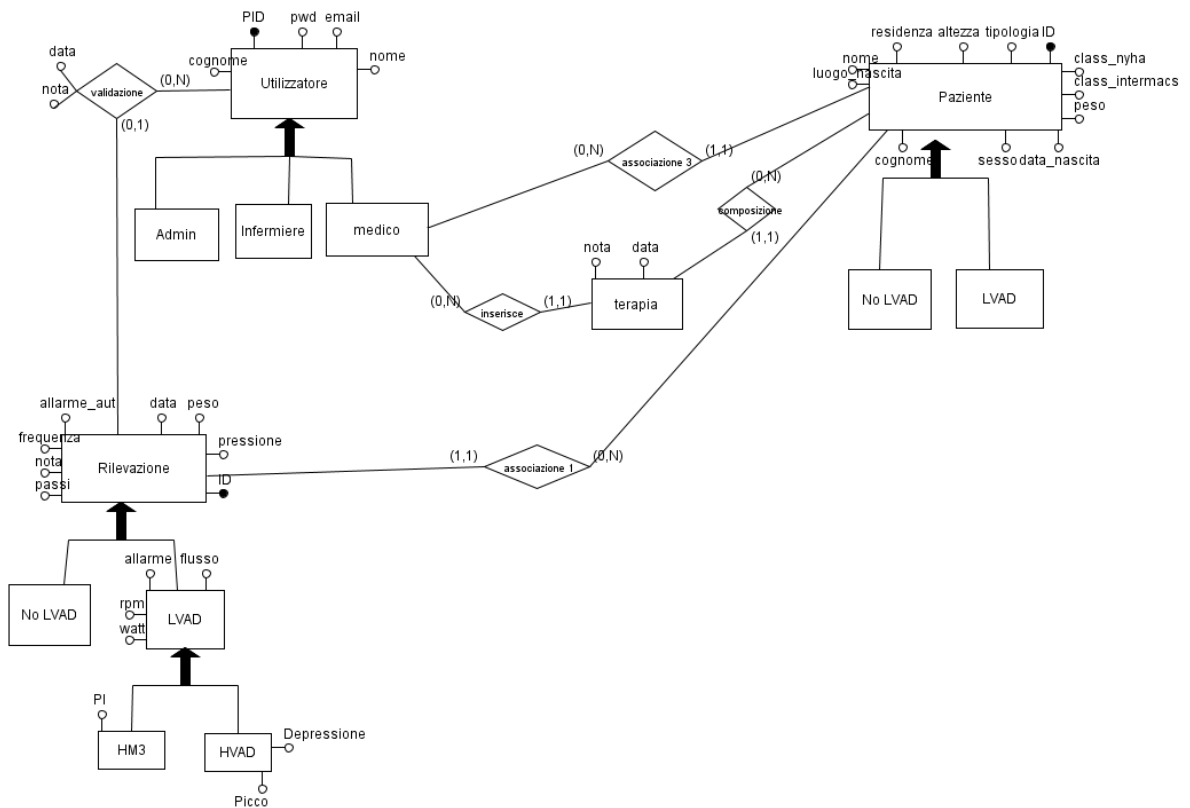 PID
pwd
email
cognome
nome
Utilizzatore
data
nota
validazione
(0,N)
(0,1)
residenza
altezza
tipologia
ID
nome
luogo_nascita
class_nyha
class_intermacs
peso
Paziente
cognome
sesso
data_nascita
(0,N)
associazione 3
(1,1)
(0,N)
composizione
(1,1)
Admin
Infermiere
medico
nota
data
(0,N)
inserisce
(1,1)
terapia
No LVAD
LVAD
allarme_aut
data
peso
frequenza
nota
passi
Rilevazione
pressione
ID
(1,1)
associazione 1
(0,N)
allarme
flusso
No LVAD
rpm
watt
LVAD
PI
HM3
HVAD
Depressione
Picco